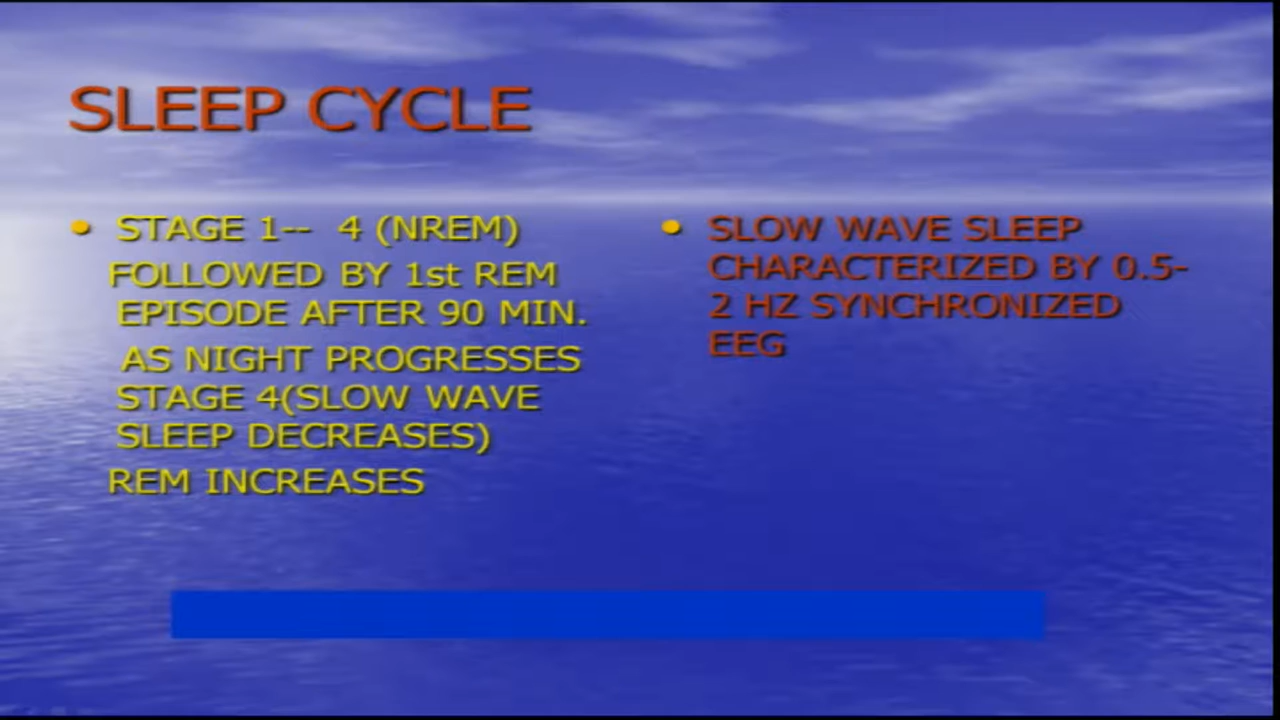 SLEEP CYCLE
• STAGE 1-- 4 (NREM)
FOLLOWED BY 1st REM
EPISODE AFTER 90 MIN.
AS NIGHT PROGRESSES
STAGE 4(SLOW WAVE
SLEEP DECREASES)
REM INCREASES
• SLOW WAVE SLEEP
CHARACTERIZED BY 0.5-
2 HZ SYNCHRONIZED
EEG